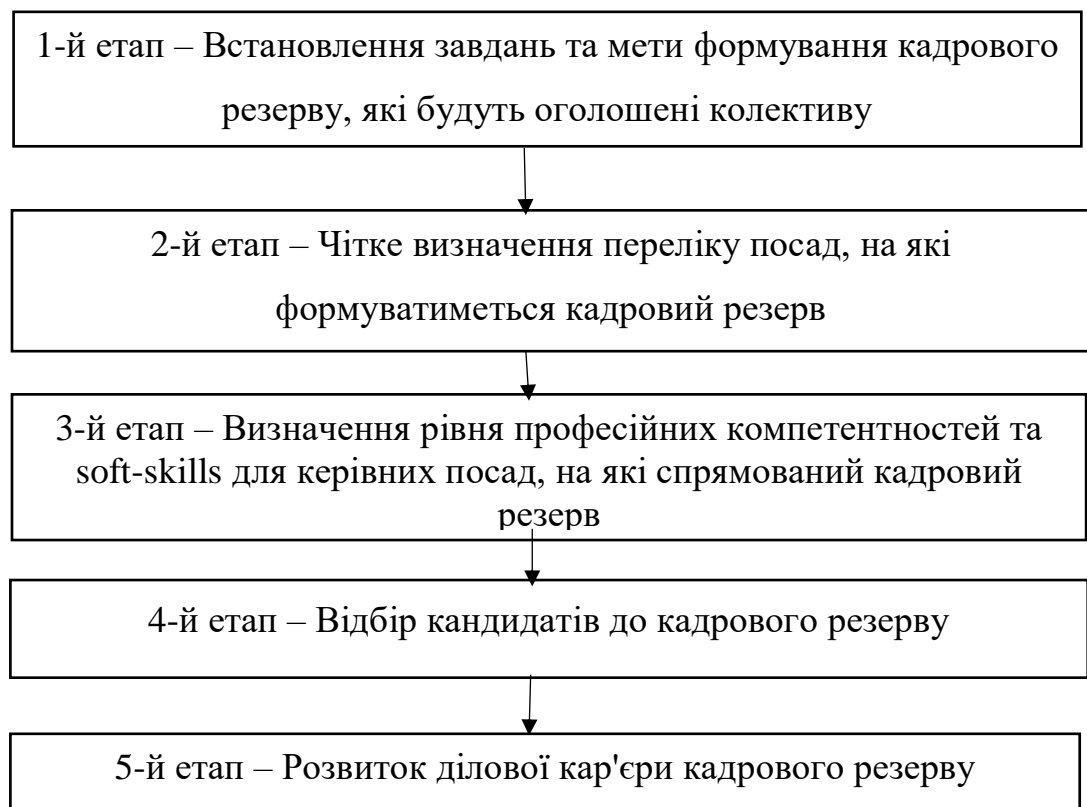 1-й етап – Встановлення завдань та мети формування кадрового
резерву, які будуть оголошені колективу
2-й етап – Чітке визначення переліку посад, на які
формуватиметься кадровий резерв
3-й етап – Визначення рівня професійних компетентностей та
soft-skills для керівних посад, на які спрямований кадровий
резерв
4-й етап – Відбір кандидатів до кадрового резерву
5-й етап – Розвиток ділової кар'єри кадрового резерву